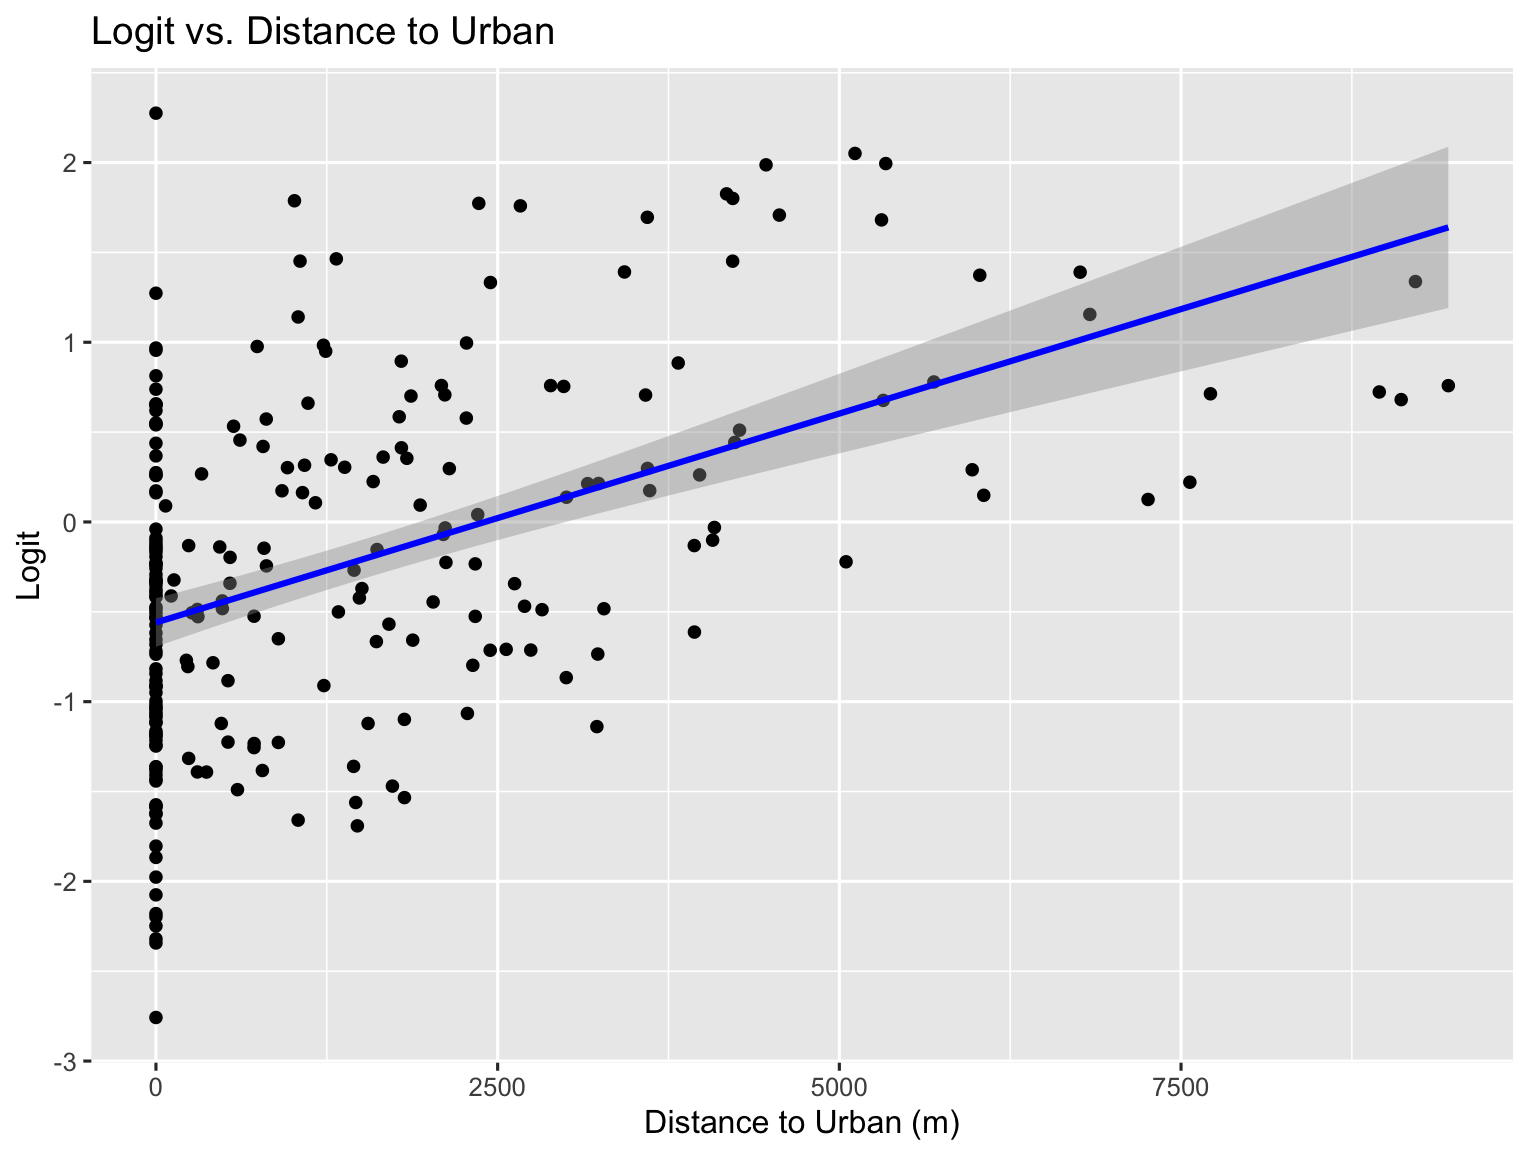 Logit vs. Distance to Urban
2
1
0
-1
-2
-3
Logit
0 2500 5000 7500
Distance to Urban (m)